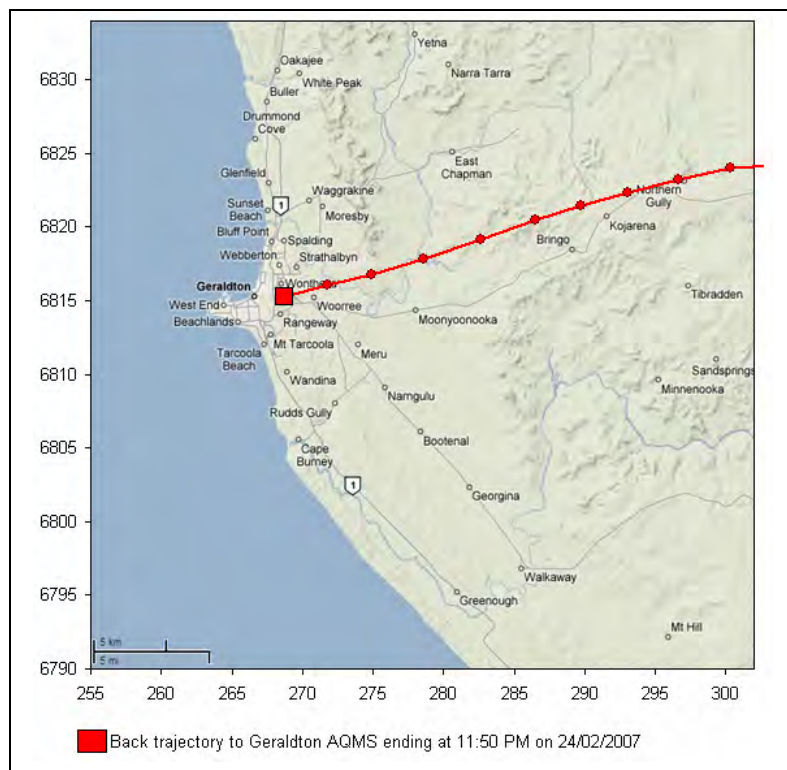 6830
6825
6820
6815
6810
6805
6800
6795
6790
Yetna
Oakajee
White Peak
Narra Tarra
Buller
Drummond
Cove
East
Chapman
Glenfield
Waggrakine
Northern
Gully
Sunset
Beach
1
Moresby
Kojarena
Bluff Point
Spalding
Bringo
Webberton
Strathalbyn
Geraldton
Tibradden
West End
Woorree
Beachlands
Rangeway
Moonyoonooka
Mt Tarcoola
Tarcoola
Beach
Meru
Sandsprings
Wandina
Minnenooka
Namgulu
Rudds Gully
Cape
Burney
Bootenal
1
Georgina
Walkaway
Greenough
Mt Hill
5 km
5 mi
255 260 265 270 275 280 285 290 295 300
Back trajectory to Geraldton AQMS ending at 11:50 PM on 24/02/2007